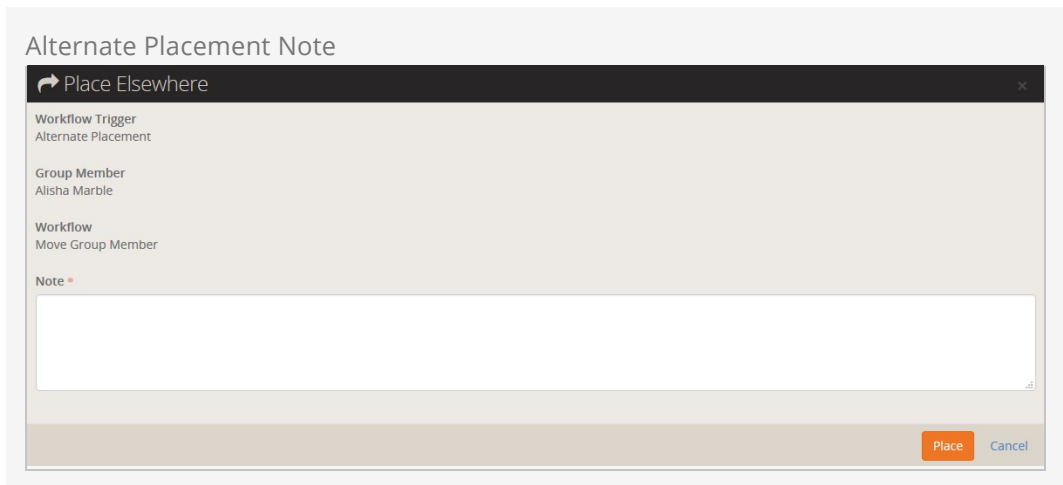 Alternate Placement Note
Place Elsewhere ×
Workflow Trigger
Alternate Placement
Group Member
Alisha Marble
Workflow
Move Group Member
Note *
Place Cancel